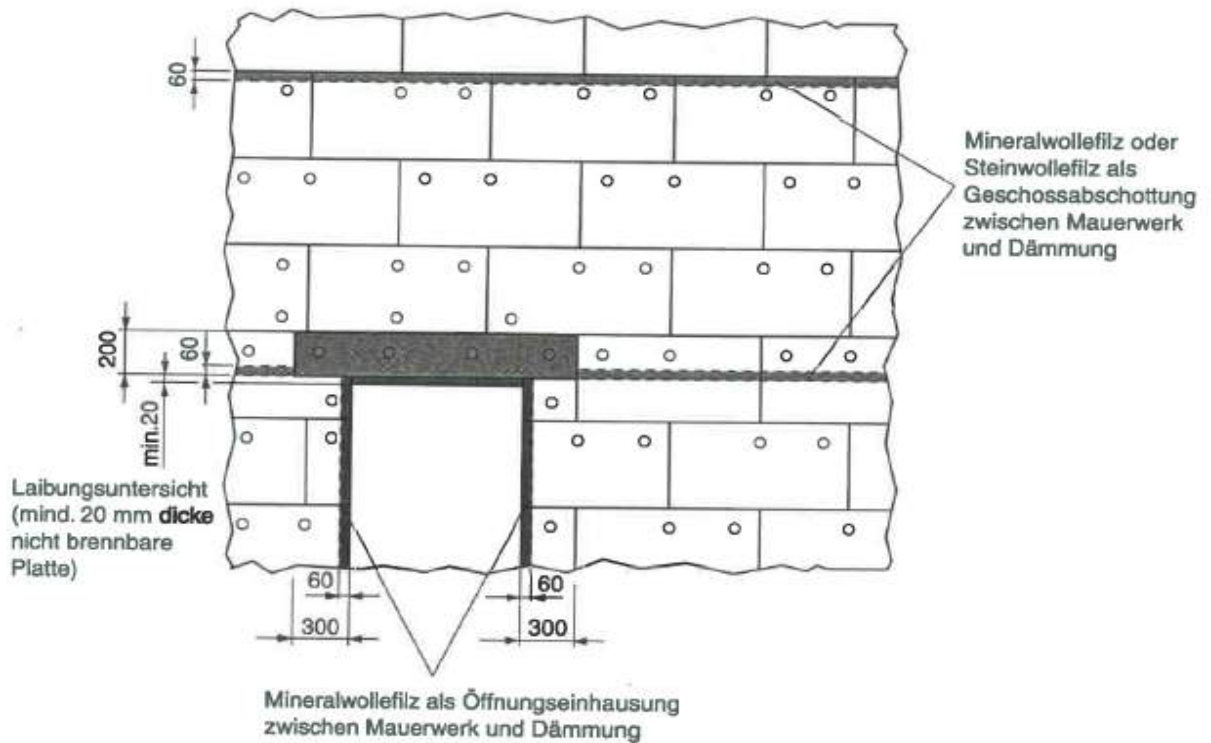 60
Mineralwollefilz oder
Steinwollefilz als
Geschossabschottung
zwischen Mauerwerk
und Dämmung
200
60
min.20
Laibungsuntersicht
(mind. 20 mm dicke
nicht brennbare
Platte)
60
60
300
300
Mineralwollefilz als Öffnungseinhausung
zwischen Mauerwerk und Dämmung